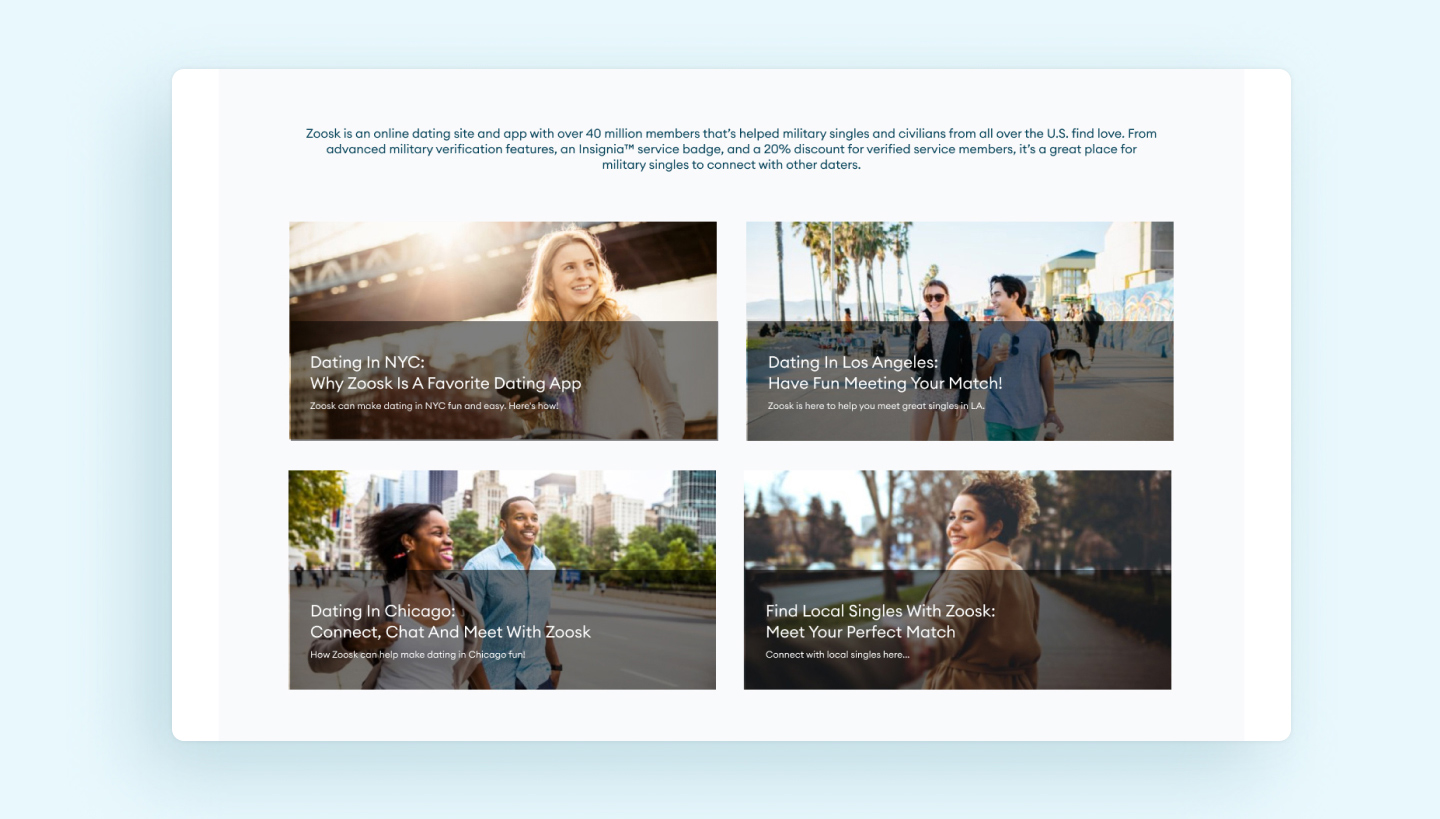 Zoosk is an online dating site and app with over 40 million members that's helped military singles and civilians from all over the U.S. find love. From
advanced military verification features, an Insignia™ service badge, and a 20% discount for verified service members, it's a great place for
military singles to connect with other daters.
Dating In NYC:
Why Zoosk Is A Favorite Dating App
Zoosk can make dating in NYC fun and easy. Here's how!
Dating In Los Angeles:
Have Fun Meeting Your Match!
Zoosk is here to help you meet great singles in LA.
Dating In Chicago:
Connect, Chat And Meet With Zoosk
How Zoosk can help make dating in Chicago fun!
Find Local Singles With Zoosk:
Meet Your Perfect Match
Connect with local singles here...